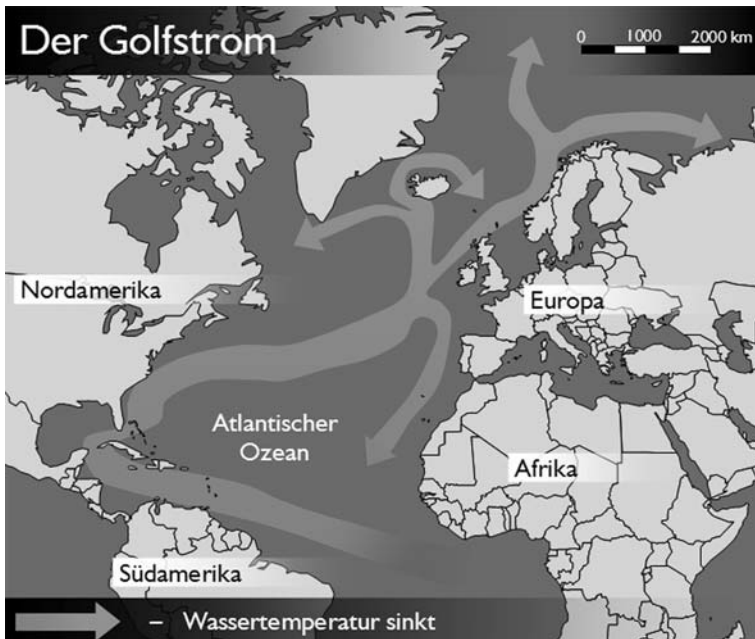 Der Golfstrom
0 1000 2000 km
Nordamerika
Europa
Atlantischer
Ozean
Afrika
Südamerika
– Wassertemperatur sinkt